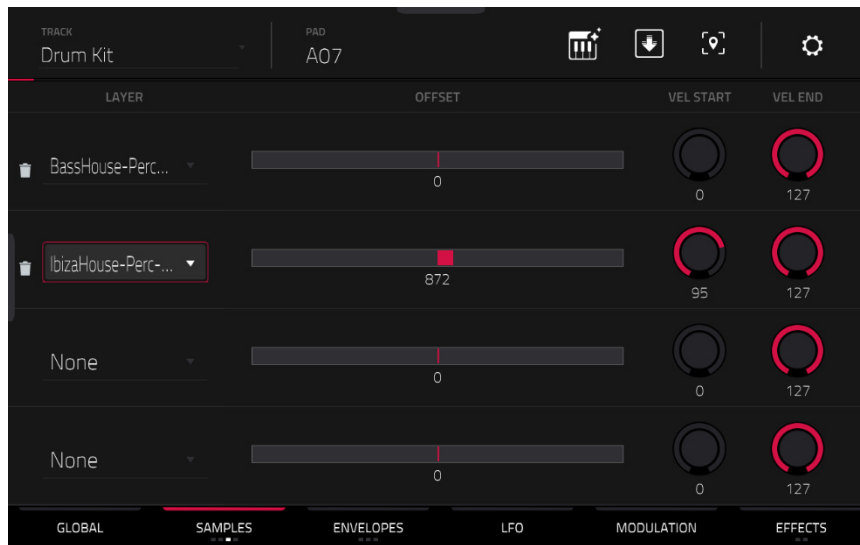 TRACK PAD
Drum Kit A07
LAYER OFFSET VEL START VEL END
BassHouse-Perc...
0 0 127
IbizaHouse-Perc-...
872 95 127
None
0 0 127
None
0 0 127
GLOBAL SAMPLES ENVELOPES LFO MODULATION EFFECTS